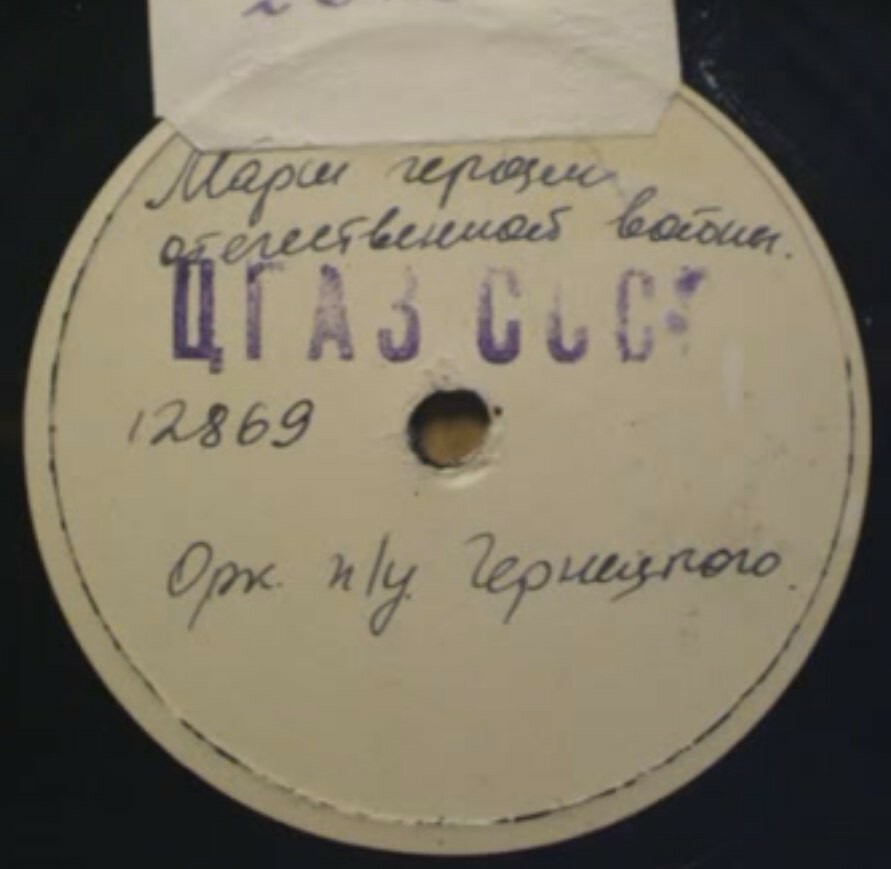 Марш героям
отечественной войны.
ЦГАЗ ССС
12869
Орк. п/у Чернецкого.